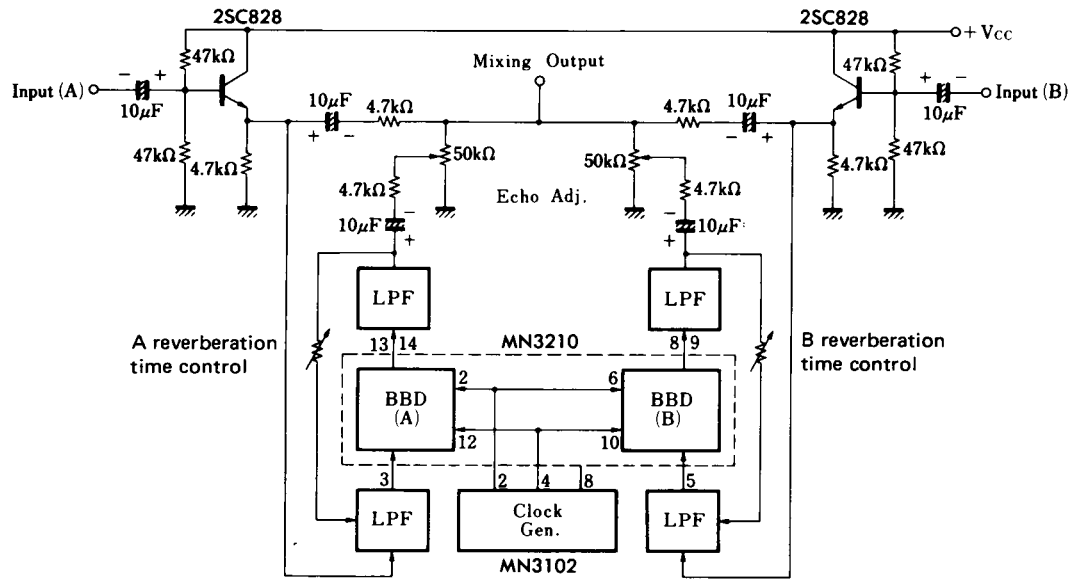 2SC828
2SC828
+ Vcc
47kΩ
47kΩ
Mixing Output
Input (A)
− +
10μF
+ −
10μF
Input (B)
10μF
+ −
4.7kΩ
4.7kΩ
10μF
− +
47kΩ
4.7kΩ
50kΩ
50kΩ
4.7kΩ
47kΩ
4.7kΩ
Echo Adj.
4.7kΩ
10μF
−
+
−
+
10μF
LPF
LPF
A reverberation
time control
B reverberation
time control
13
14
MN3210
8
9
BBD
(A)
2
12
6
10
BBD
(B)
3
2
4
8
5
LPF
Clock
Gen.
LPF
MN3102